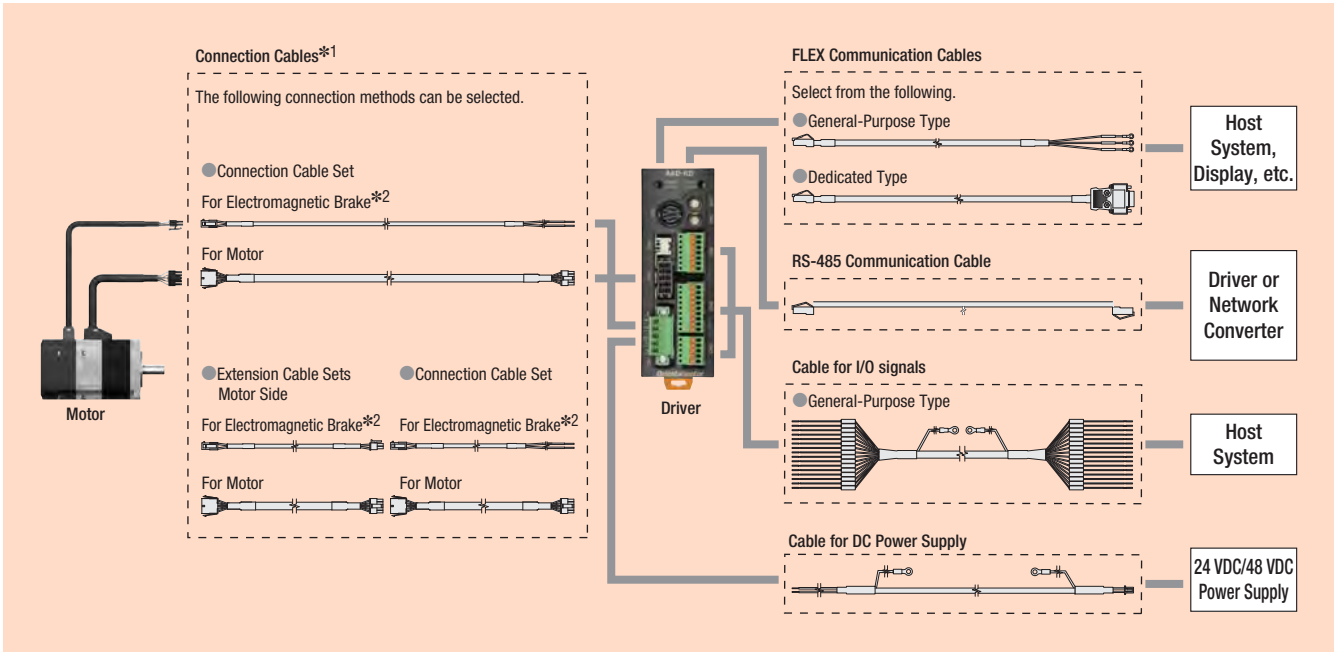 Connection Cables*1
The following connection methods can be selected.
●Connection Cable Set
For Electromagnetic Brake*2
For Motor
●Extension Cable Sets
Motor Side
●Connection Cable Set
For Electromagnetic Brake*2
For Electromagnetic Brake*2
For Motor
For Motor
Motor
Driver
FLEX Communication Cables
Select from the following.
●General-Purpose Type
●Dedicated Type
Host
System,
Display, etc.
RS-485 Communication Cable
Driver or
Network
Converter
Cable for I/O signals
●General-Purpose Type
Host
System
Cable for DC Power Supply
24 VDC/48 VDC
Power Supply